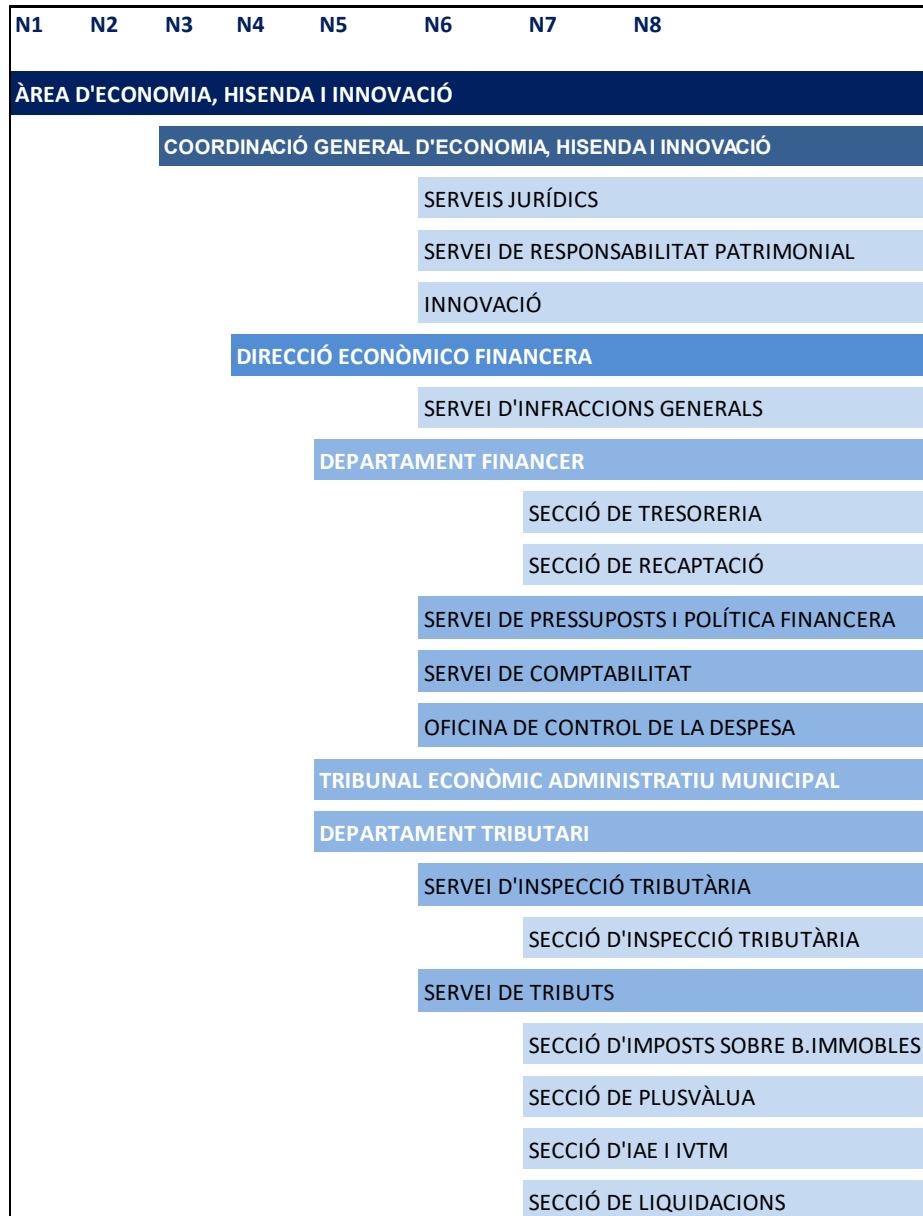 N1 N2 N3 N4 N5 N6 N7 N8
ÀREA D'ECONOMIA, HISENDA I INNOVACIÓ
COORDINACIÓ GENERAL D'ECONOMIA, HISENDA I INNOVACIÓ
SERVEIS JURÍDICS
SERVEI DE RESPONSABILITAT PATRIMONIAL
INNOVACIÓ
DIRECCIÓ ECONÒMICO FINANCERA
SERVEI D'INFRACCIONS GENERALS
DEPARTAMENT FINANCER
SECCIÓ DE TRESORERIA
SECCIÓ DE RECAPTACIÓ
SERVEI DE PRESSUPOSTS I POLÍTICA FINANCERA
SERVEI DE COMPTABILITAT
OFICINA DE CONTROL DE LA DESPESA
TRIBUNAL ECONÒMIC ADMINISTRATIU MUNICIPAL
DEPARTAMENT TRIBUTARI
SERVEI D'INSPECCIÓ TRIBUTÀRIA
SECCIÓ D'INSPECCIÓ TRIBUTÀRIA
SERVEI DE TRIBUTS
SECCIÓ D'IMPOSTS SOBRE B.IMMOBLES
SECCIÓ DE PLUSVÀLUA
SECCIÓ D'IAE I IVTM
SECCIÓ DE LIQUIDACIONS